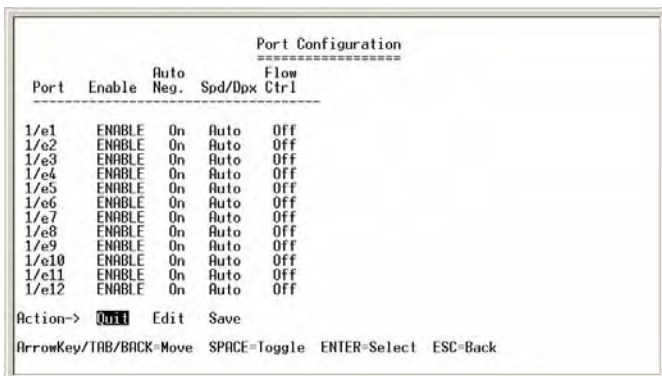 Port Configuration
==================
Auto Flow
Port Enable Neg. Spd/Dpx Ctrl
------------------------------------
1/e1 ENABLE On Auto Off
1/e2 ENABLE On Auto Off
1/e3 ENABLE On Auto Off
1/e4 ENABLE On Auto Off
1/e5 ENABLE On Auto Off
1/e6 ENABLE On Auto Off
1/e7 ENABLE On Auto Off
1/e8 ENABLE On Auto Off
1/e9 ENABLE On Auto Off
1/e10 ENABLE On Auto Off
1/e11 ENABLE On Auto Off
1/e12 ENABLE On Auto Off
Action-> Quit Edit Save
ArrowKey/TAB/BACK=Move SPACE=Toggle ENTER=Select ESC=Back